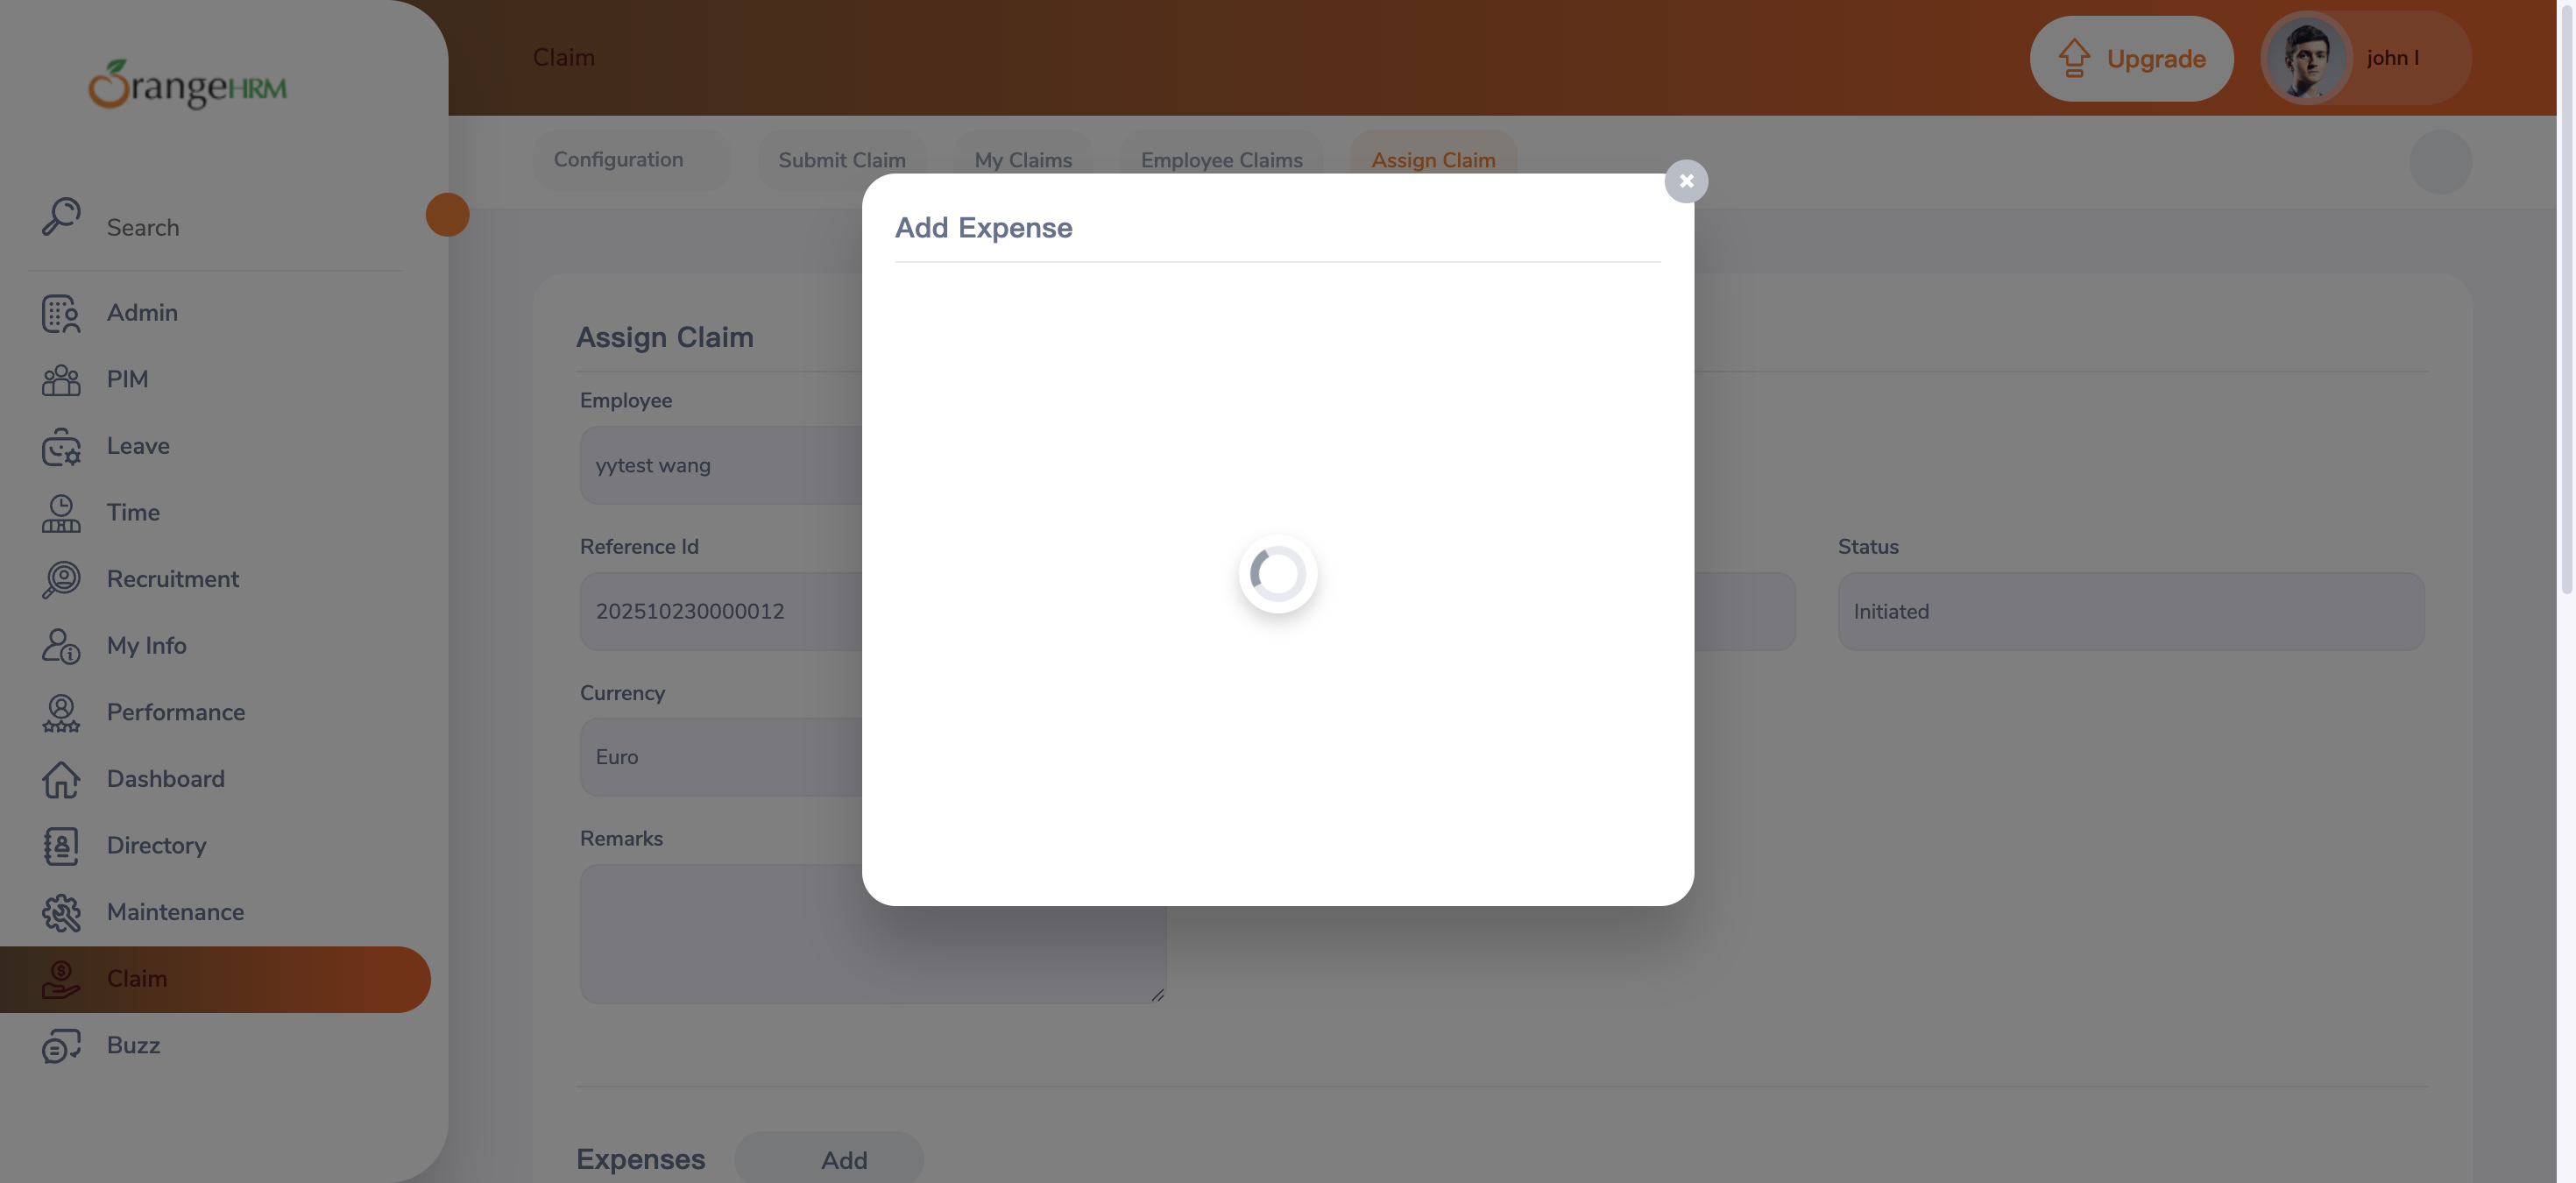 OrangeHRM
Claim
Upgrade
john l
Search
Admin
PIM
Leave
Time
Recruitment
My Info
Performance
Dashboard
Directory
Maintenance
Claim
Buzz
Configuration
Submit Claim
My Claims
Employee Claims
Assign Claim
Add Expense
Assign Claim
Employee
yytest wang
Reference Id
202510230000012
Status
Initiated
Currency
Euro
Remarks
Expenses
Add